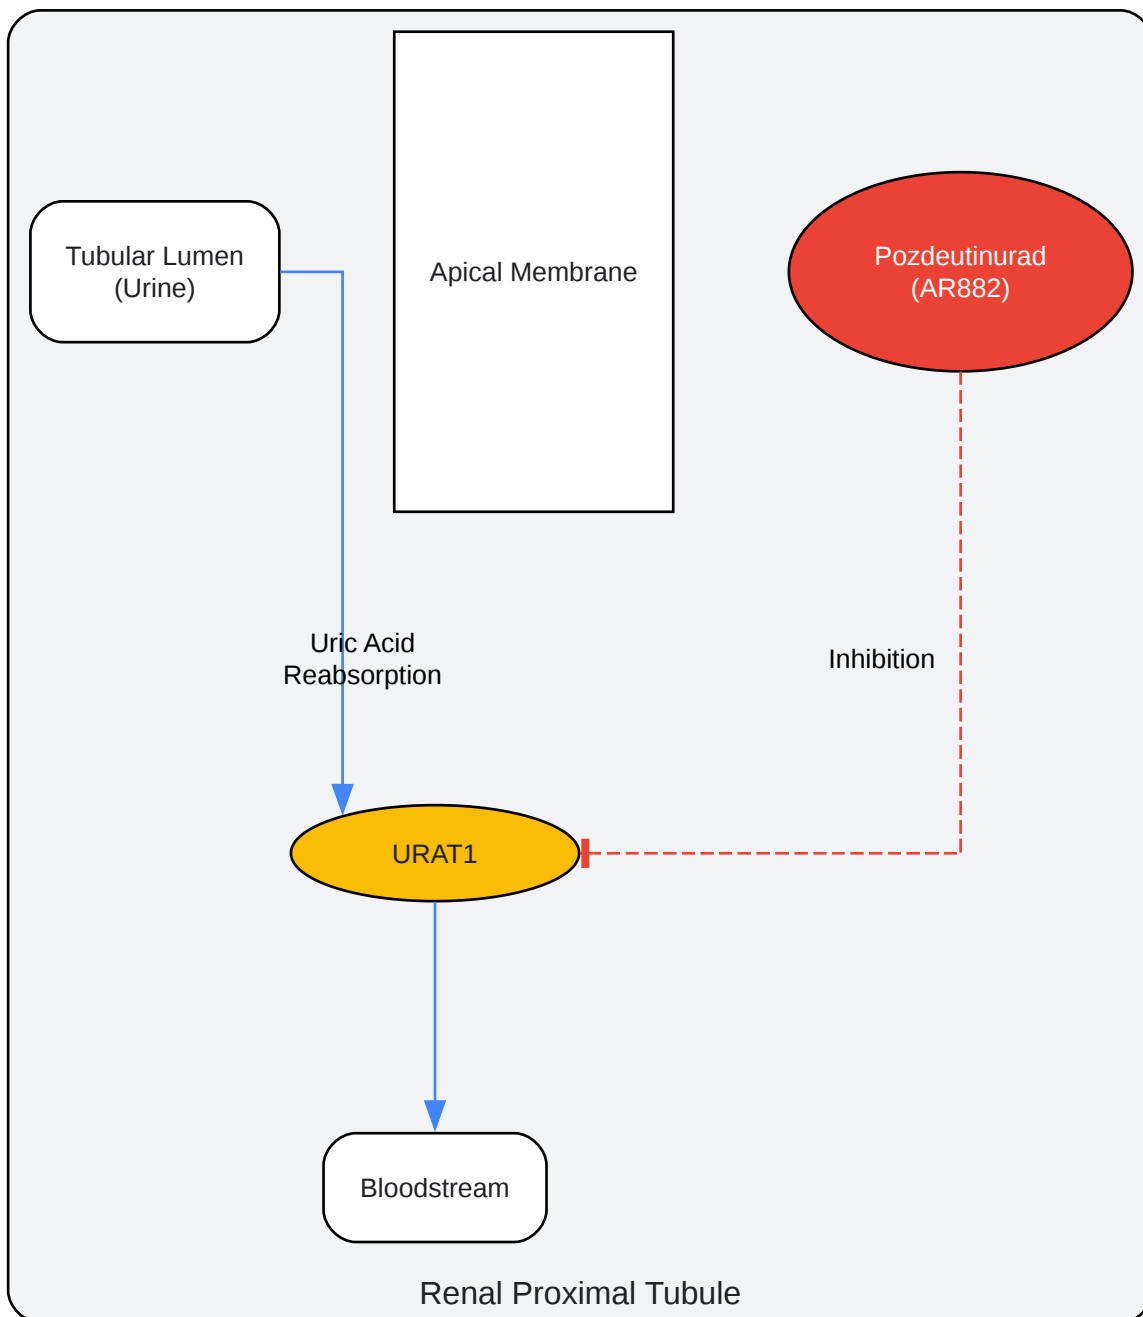 Tubular Lumen
(Urine)
Apical Membrane
Pozdeutinurad
(AR882)
Uric Acid
Reabsorption
Inhibition
URAT1
Bloodstream
Renal Proximal Tubule